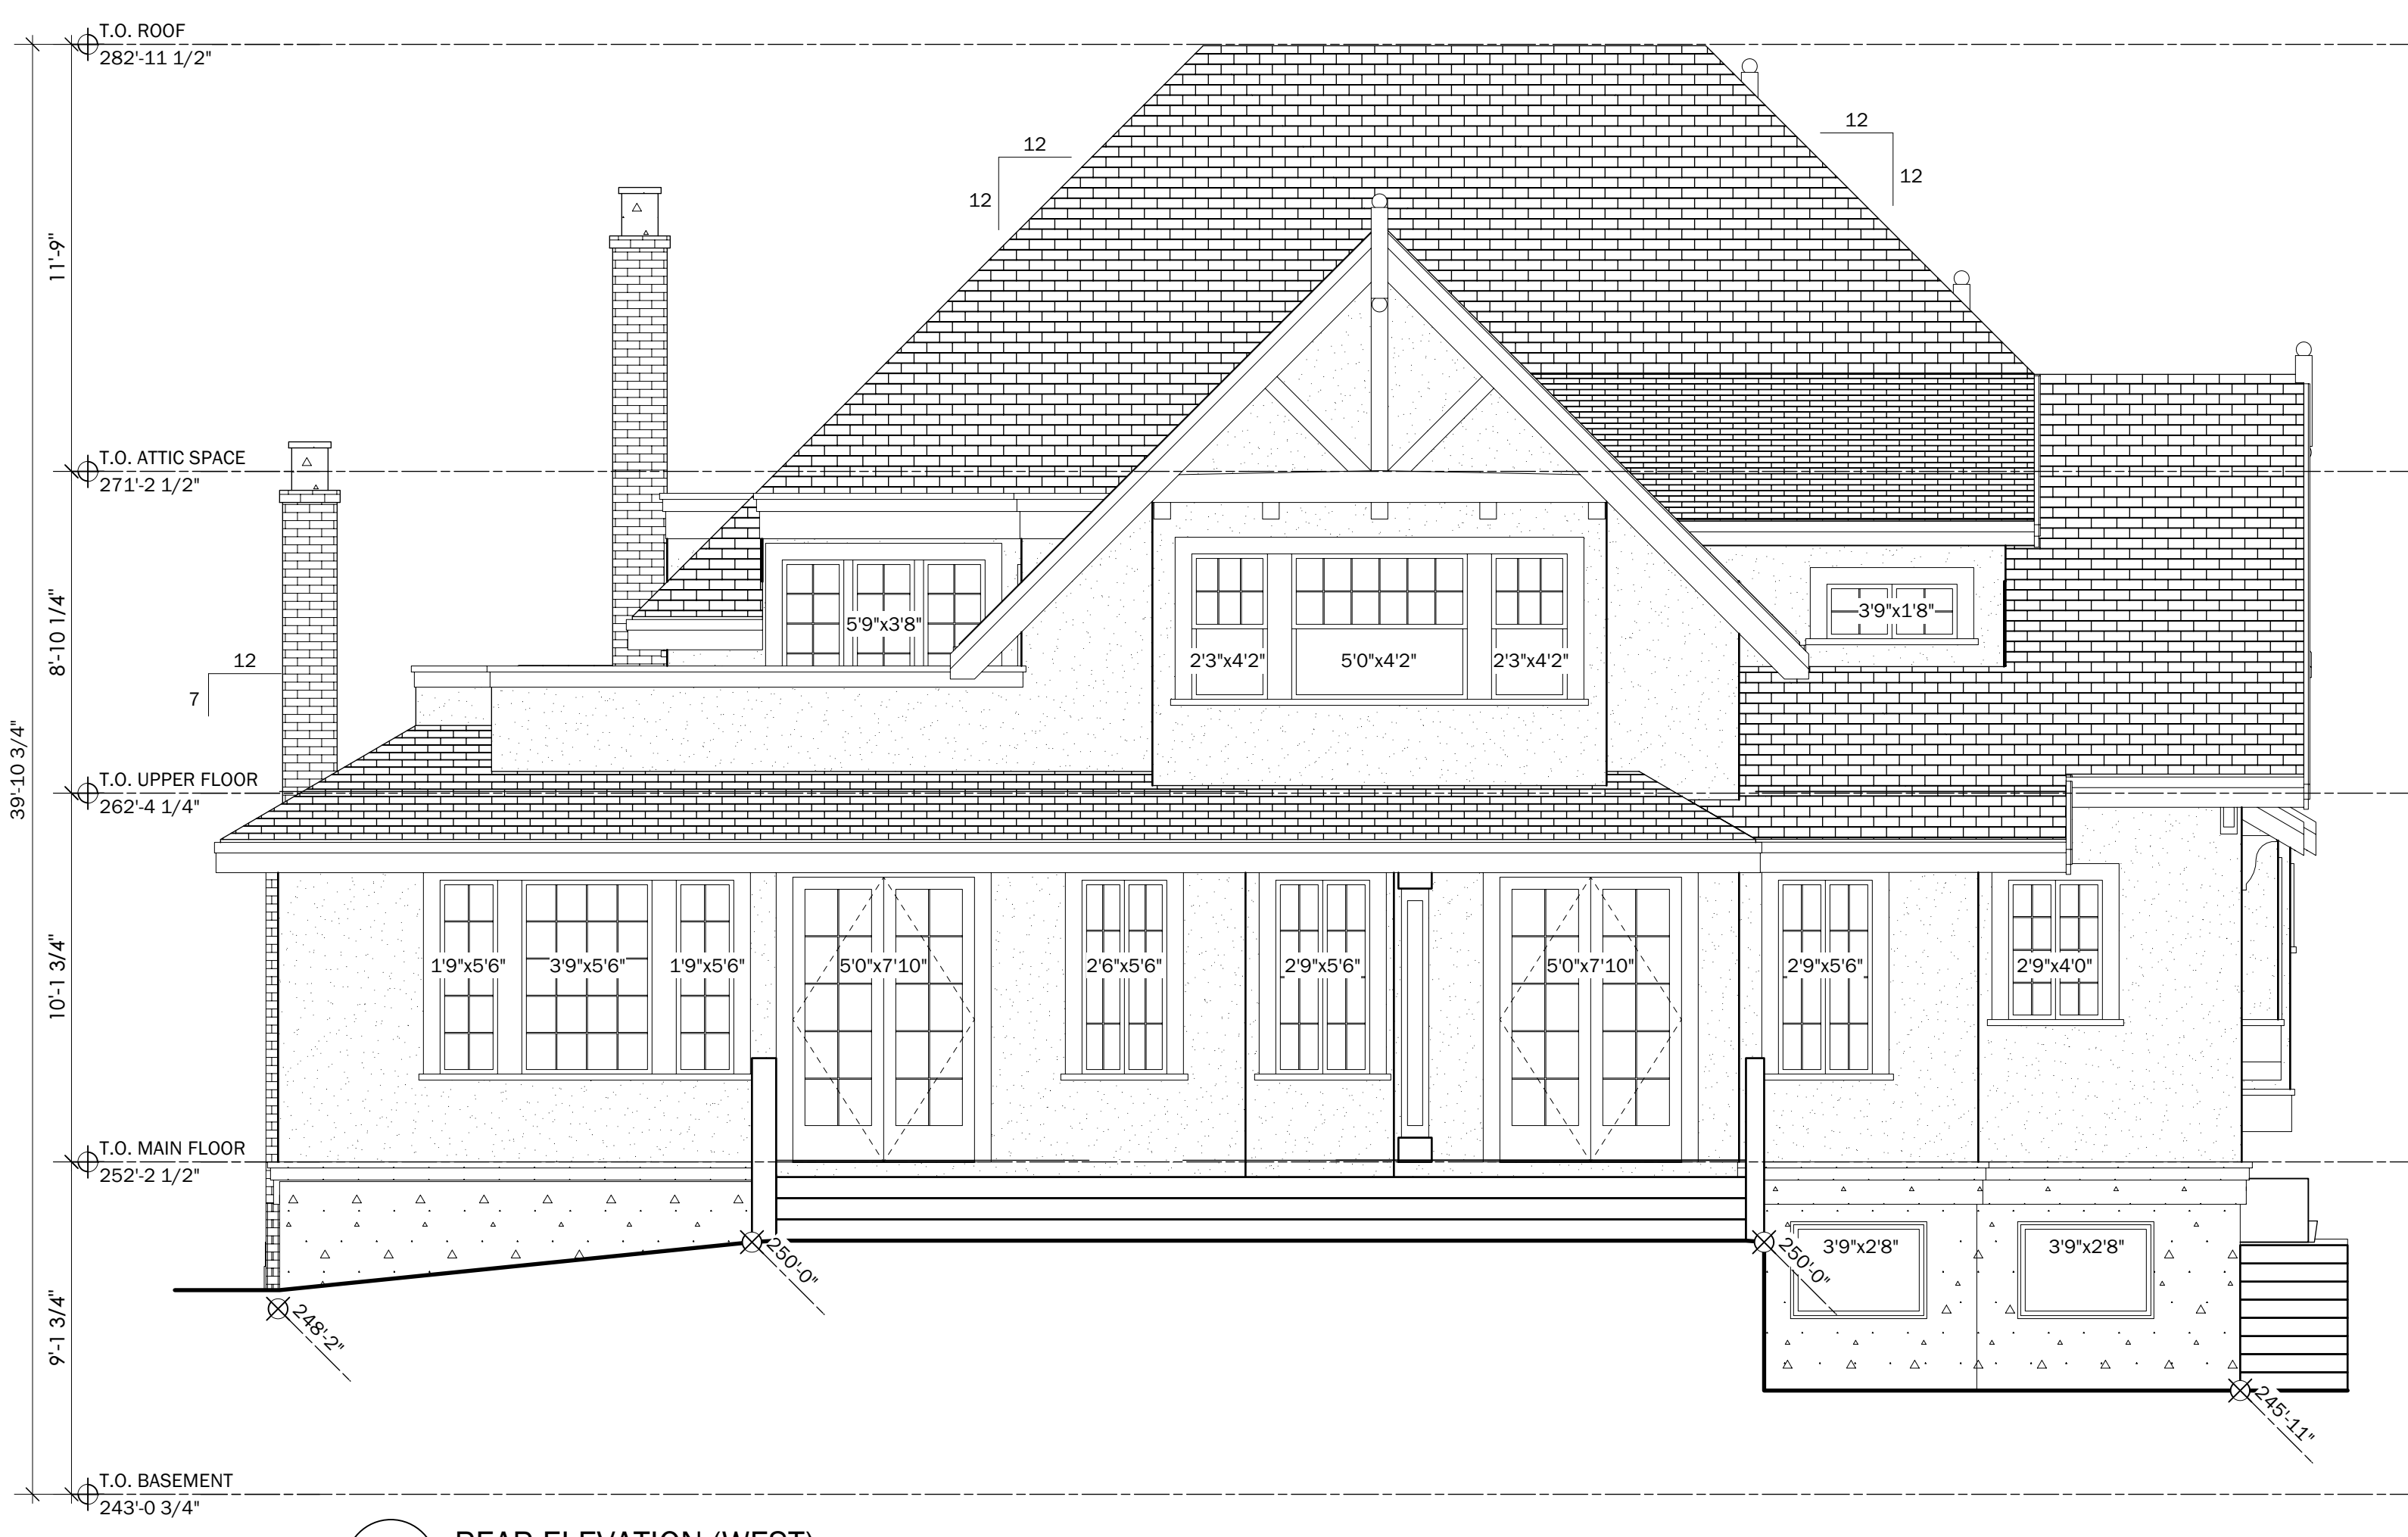 T.O. ROOF
282'-11 1/2"
12
12
12
12
11'-9"
T.O. ATTIC SPACE
271'-2 1/2"
8'-10 1/4"
12
7
5'9"x3'8"
2'3"x4'2"
5'0"x4'2"
2'3"x4'2"
3'9"x1'8"
39'-10 3/4"
T.O. UPPER FLOOR
262'-4 1/4"
10'-1 3/4"
1'9"x5'6"
3'9"x5'6"
1'9"x5'6"
5'0"x7'10"
2'6"x5'6"
2'9"x5'6"
5'0"x7'10"
2'9"x5'6"
2'9"x4'0"
T.O. MAIN FLOOR
252'-2 1/2"
9'-1 3/4"
248'-2"
250'-0"
250'-0"
3'9"x2'8"
3'9"x2'8"
245'-11"
T.O. BASEMENT
243'-0 3/4"
REAR ELEVATION (WEST)